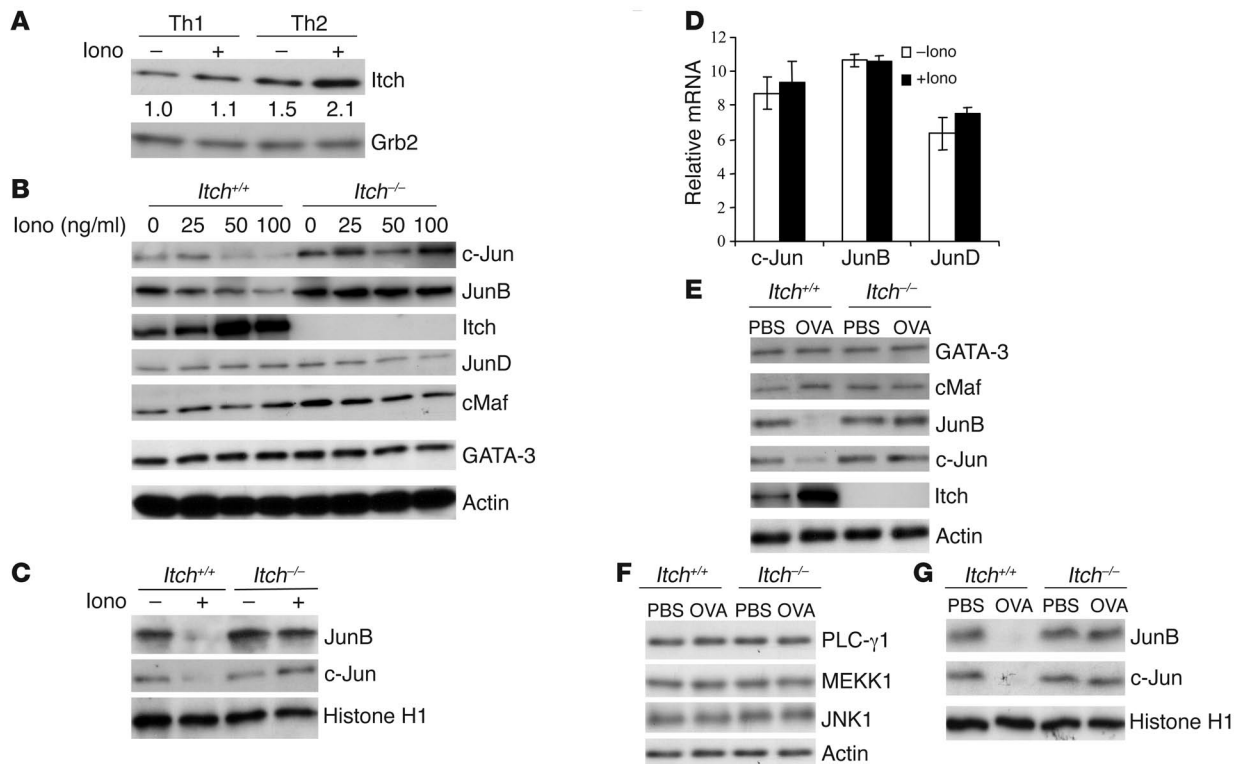 A
Th1 Th2
Iono – + – +
Itch
1.0 1.1 1.5 2.1
Grb2
B
Itch+/+ Itch–/–
Iono (ng/ml) 0 25 50 100 0 25 50 100
c-Jun
JunB
Itch
JunD
cMaf
GATA-3
Actin
C
Itch+/+ Itch–/–
Iono – + – +
JunB
c-Jun
Histone H1
D
Relative mRNA
12
10
8
6
4
2
0
–Iono
+Iono
c-Jun JunB JunD
E
Itch+/+ Itch–/–
PBS OVA PBS OVA
GATA-3
cMaf
JunB
c-Jun
Itch
Actin
F
Itch+/+ Itch–/–
PBS OVA PBS OVA
PLC-γ1
MEKK1
JNK1
Actin
G
Itch+/+ Itch–/–
PBS OVA PBS OVA
JunB
c-Jun
Histone H1